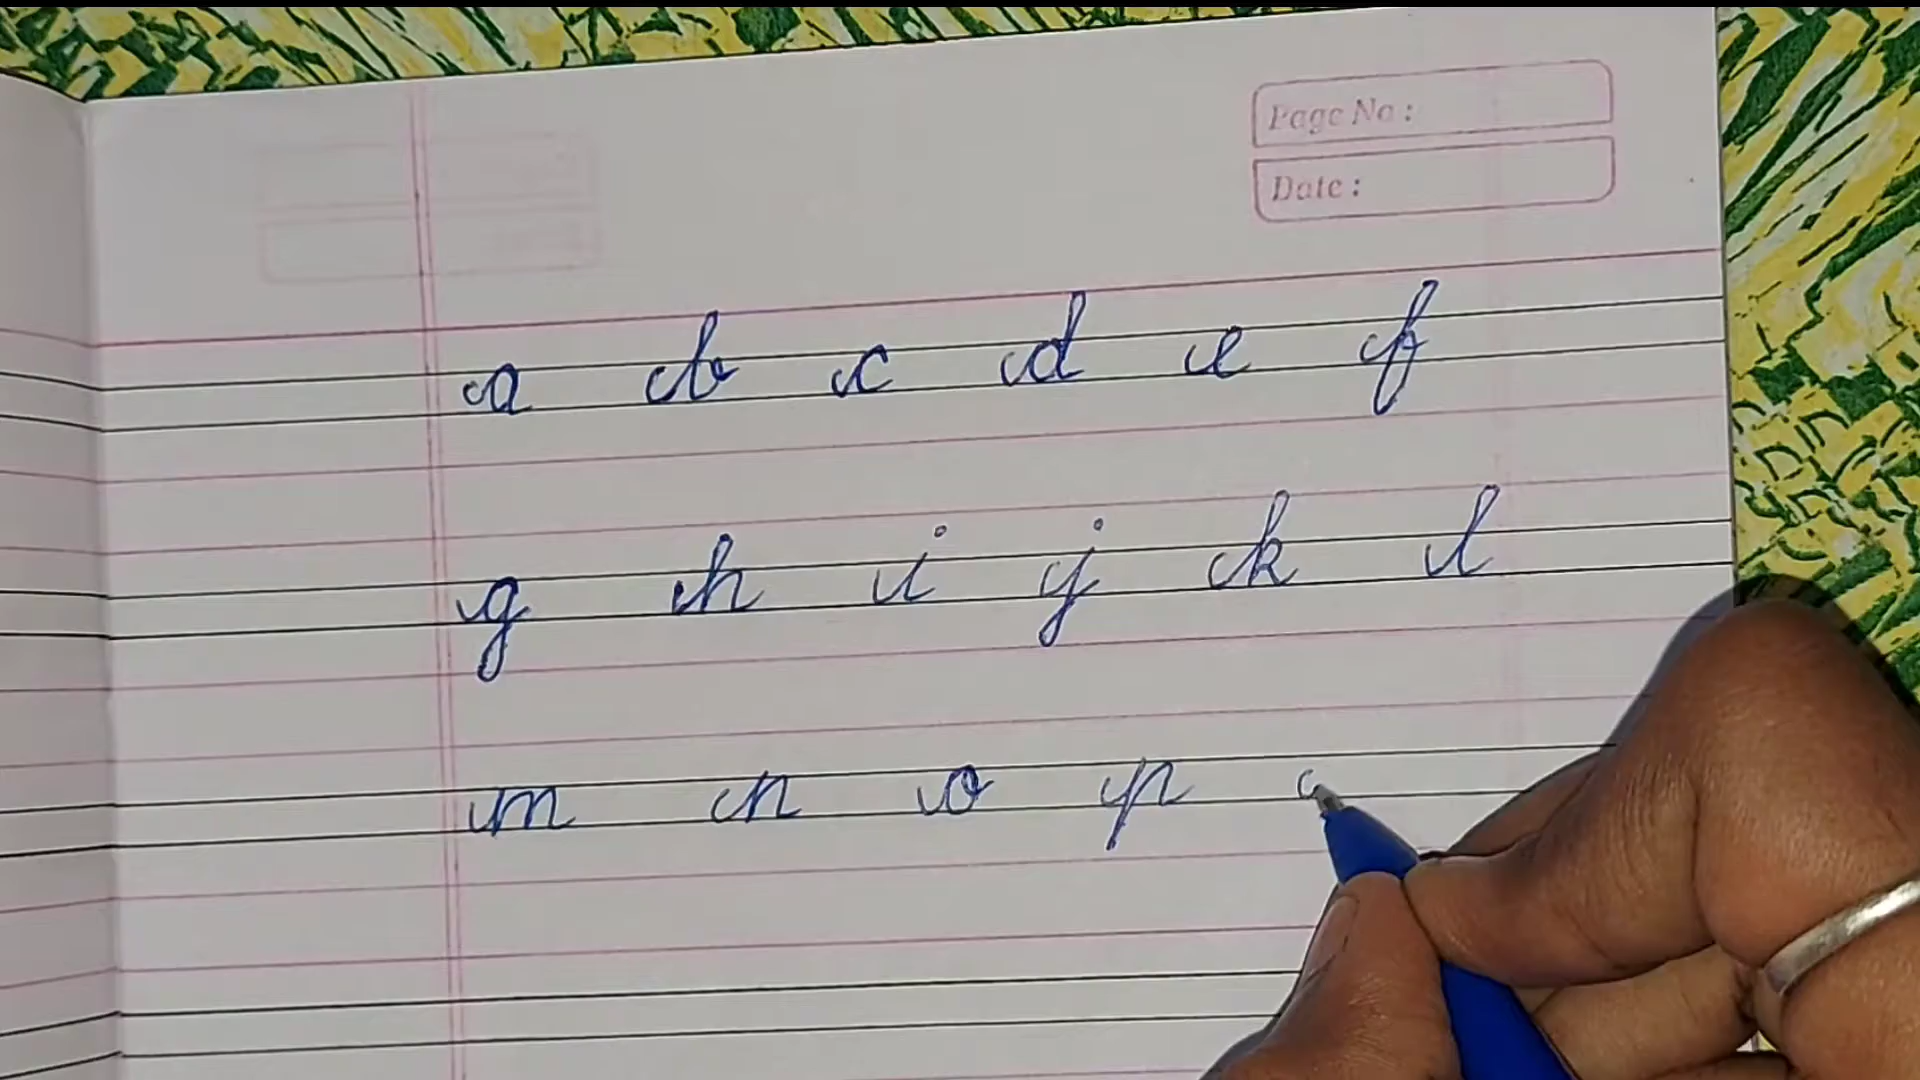 Page No :
Date :
a b c d e f
g h i j k l
m n o p